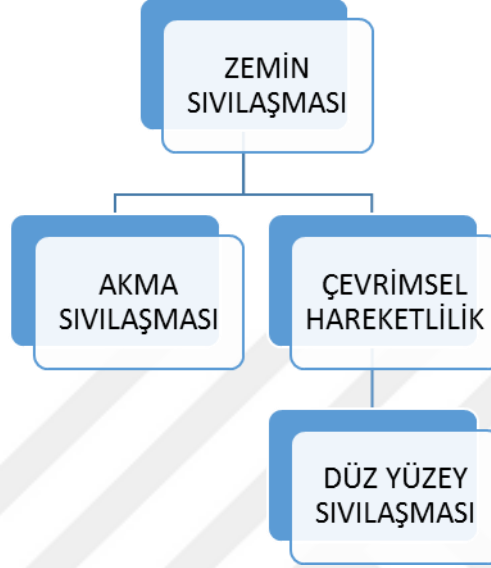 ZEMİN
SIVILAŞMASI
AKMA
SIVILAŞMASI
ÇEVRİMSEL
HAREKETLİLİK
DÜZ YÜZEY
SIVILAŞMASI